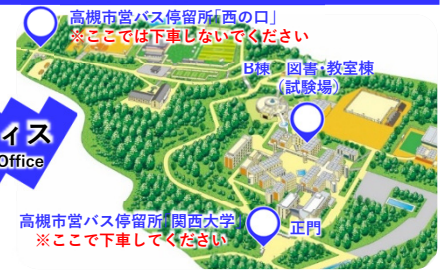 高槻市営バス停留所「西の口」
※ここでは下車しないでください
B棟 図書・教室棟
(試験場)
ィス
Office
高槻市営バス停留所「関西大学」
※ここで下車してください
正門